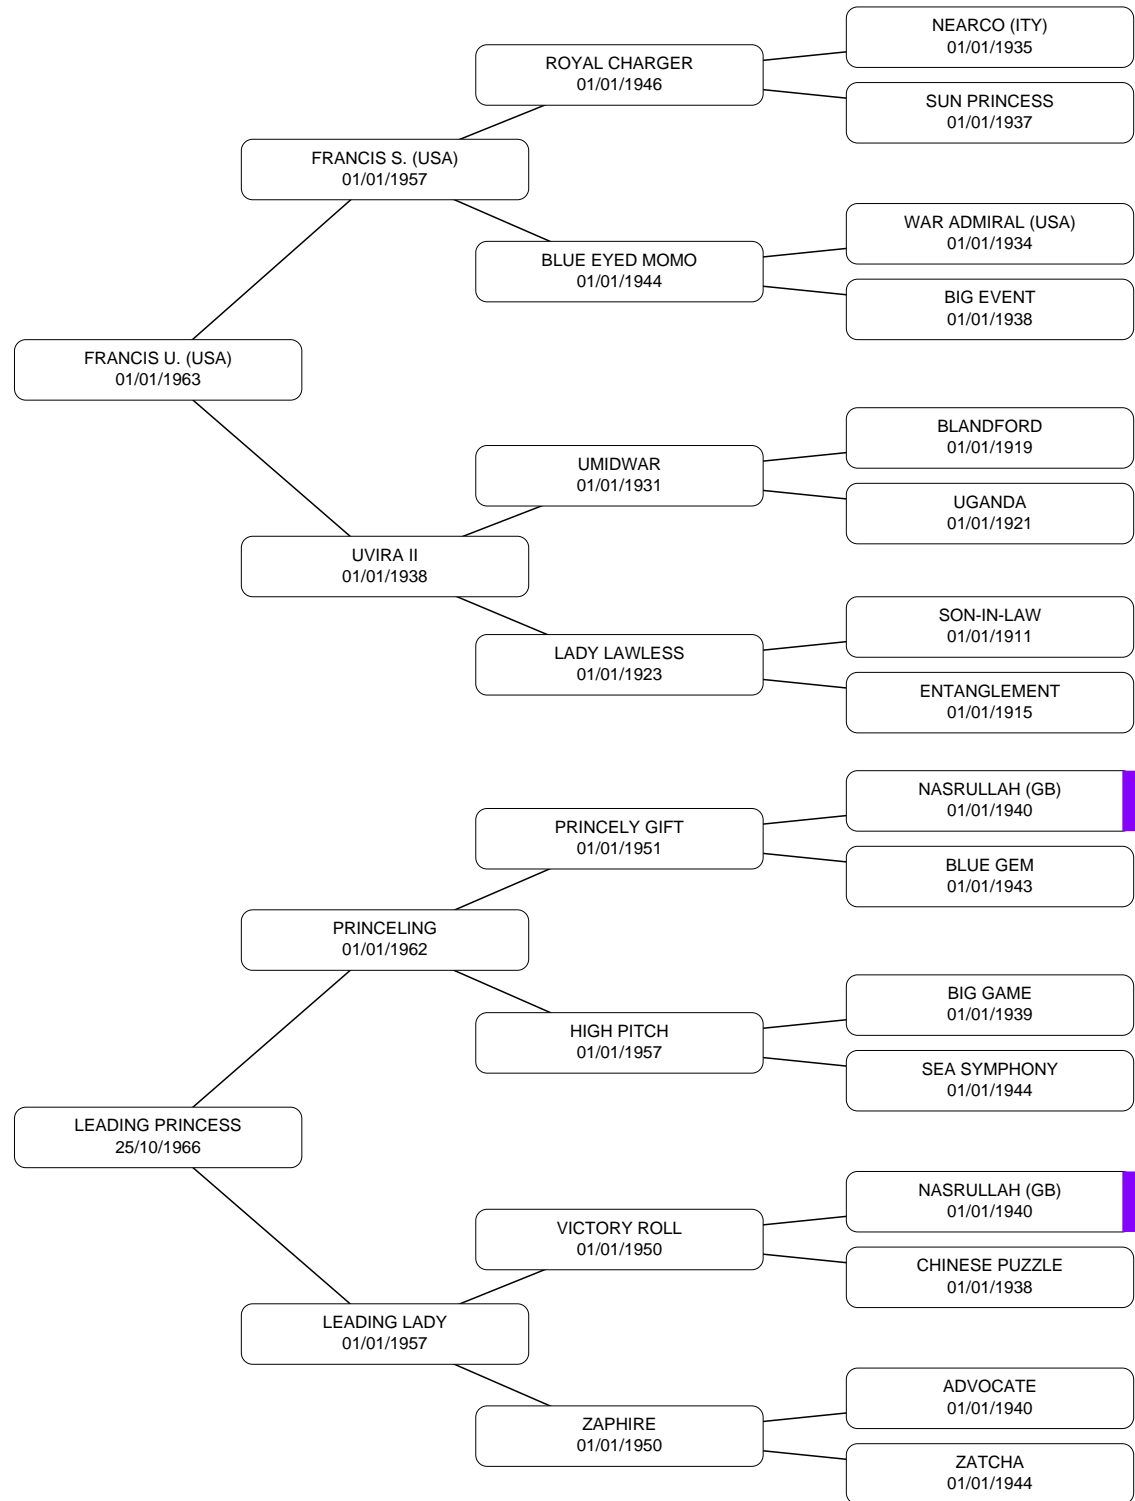 NEARCO (ITY)
01/01/1935
ROYAL CHARGER
01/01/1946
SUN PRINCESS
01/01/1937
FRANCIS S. (USA)
01/01/1957
WAR ADMIRAL (USA)
01/01/1934
BLUE EYED MOMO
01/01/1944
BIG EVENT
01/01/1938
FRANCIS U. (USA)
01/01/1963
BLANDFORD
01/01/1919
UMIDWAR
01/01/1931
UGANDA
01/01/1921
UVIRA II
01/01/1938
SON-IN-LAW
01/01/1911
LADY LAWLESS
01/01/1923
ENTANGLEMENT
01/01/1915
NASRULLAH (GB)
01/01/1940
PRINCELY GIFT
01/01/1951
BLUE GEM
01/01/1943
PRINCELING
01/01/1962
BIG GAME
01/01/1939
HIGH PITCH
01/01/1957
SEA SYMPHONY
01/01/1944
LEADING PRINCESS
25/10/1966
NASRULLAH (GB)
01/01/1940
VICTORY ROLL
01/01/1950
CHINESE PUZZLE
01/01/1938
LEADING LADY
01/01/1957
ADVOCATE
01/01/1940
ZAPHIRE
01/01/1950
ZATCHA
01/01/1944